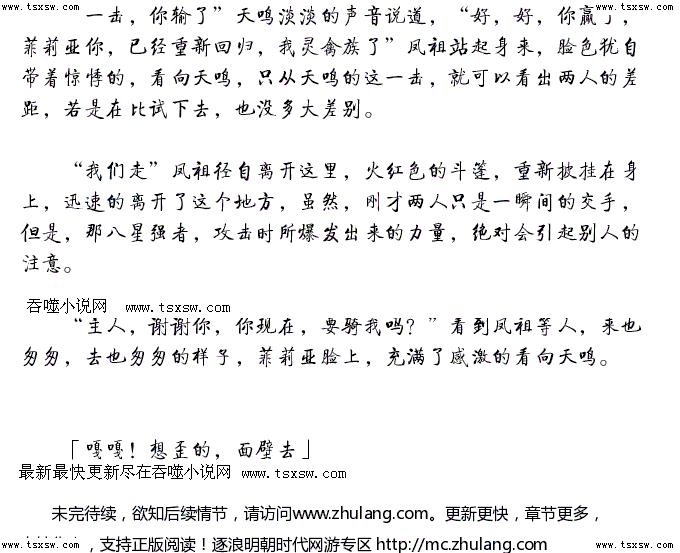 www.tsxsw.com www.tsxsw.com
一击，你输了”天鸣淡淡的声音说道，“好，好，你赢」，
菲莉亚你，已经重新回归，我灵禽族了”凤祖站起身来，脸色犹自
带着惊悸的，看向天鸣，只从天鸣的这一击，就可以看出两人的差
距，若是在比试下去，也没多大差别。
“我们走”凤祖径自离开这里，火红色的斗篷，重新披挂在身
上，迅速的离开了这个地方，虽然，刚才两人只是一瞬间的交手，
但是，那八星强者，攻击时所爆发出来的力量，绝对会引起别人的
注意。
吞噬小说网 www.tsxsw.com
“主人，谢谢你，你现在，要骑我吗？”看到凤祖等人，来也
匆匆，去也匆匆的样子，菲莉亚脸上，充满了感激的看向天鸣。
「嘎嘎！想歪的，面壁去」
最新最快更新尽在吞噬小说网 www.tsxsw.com
未完待续，欲知后续情节，请访问www.zhulang.com。更新更快，章节更多，
www.tsxsw.com ，支持正版阅读！逐浪明朝时代网游专区 http://mc.zhulang.com www.tsxsw.com